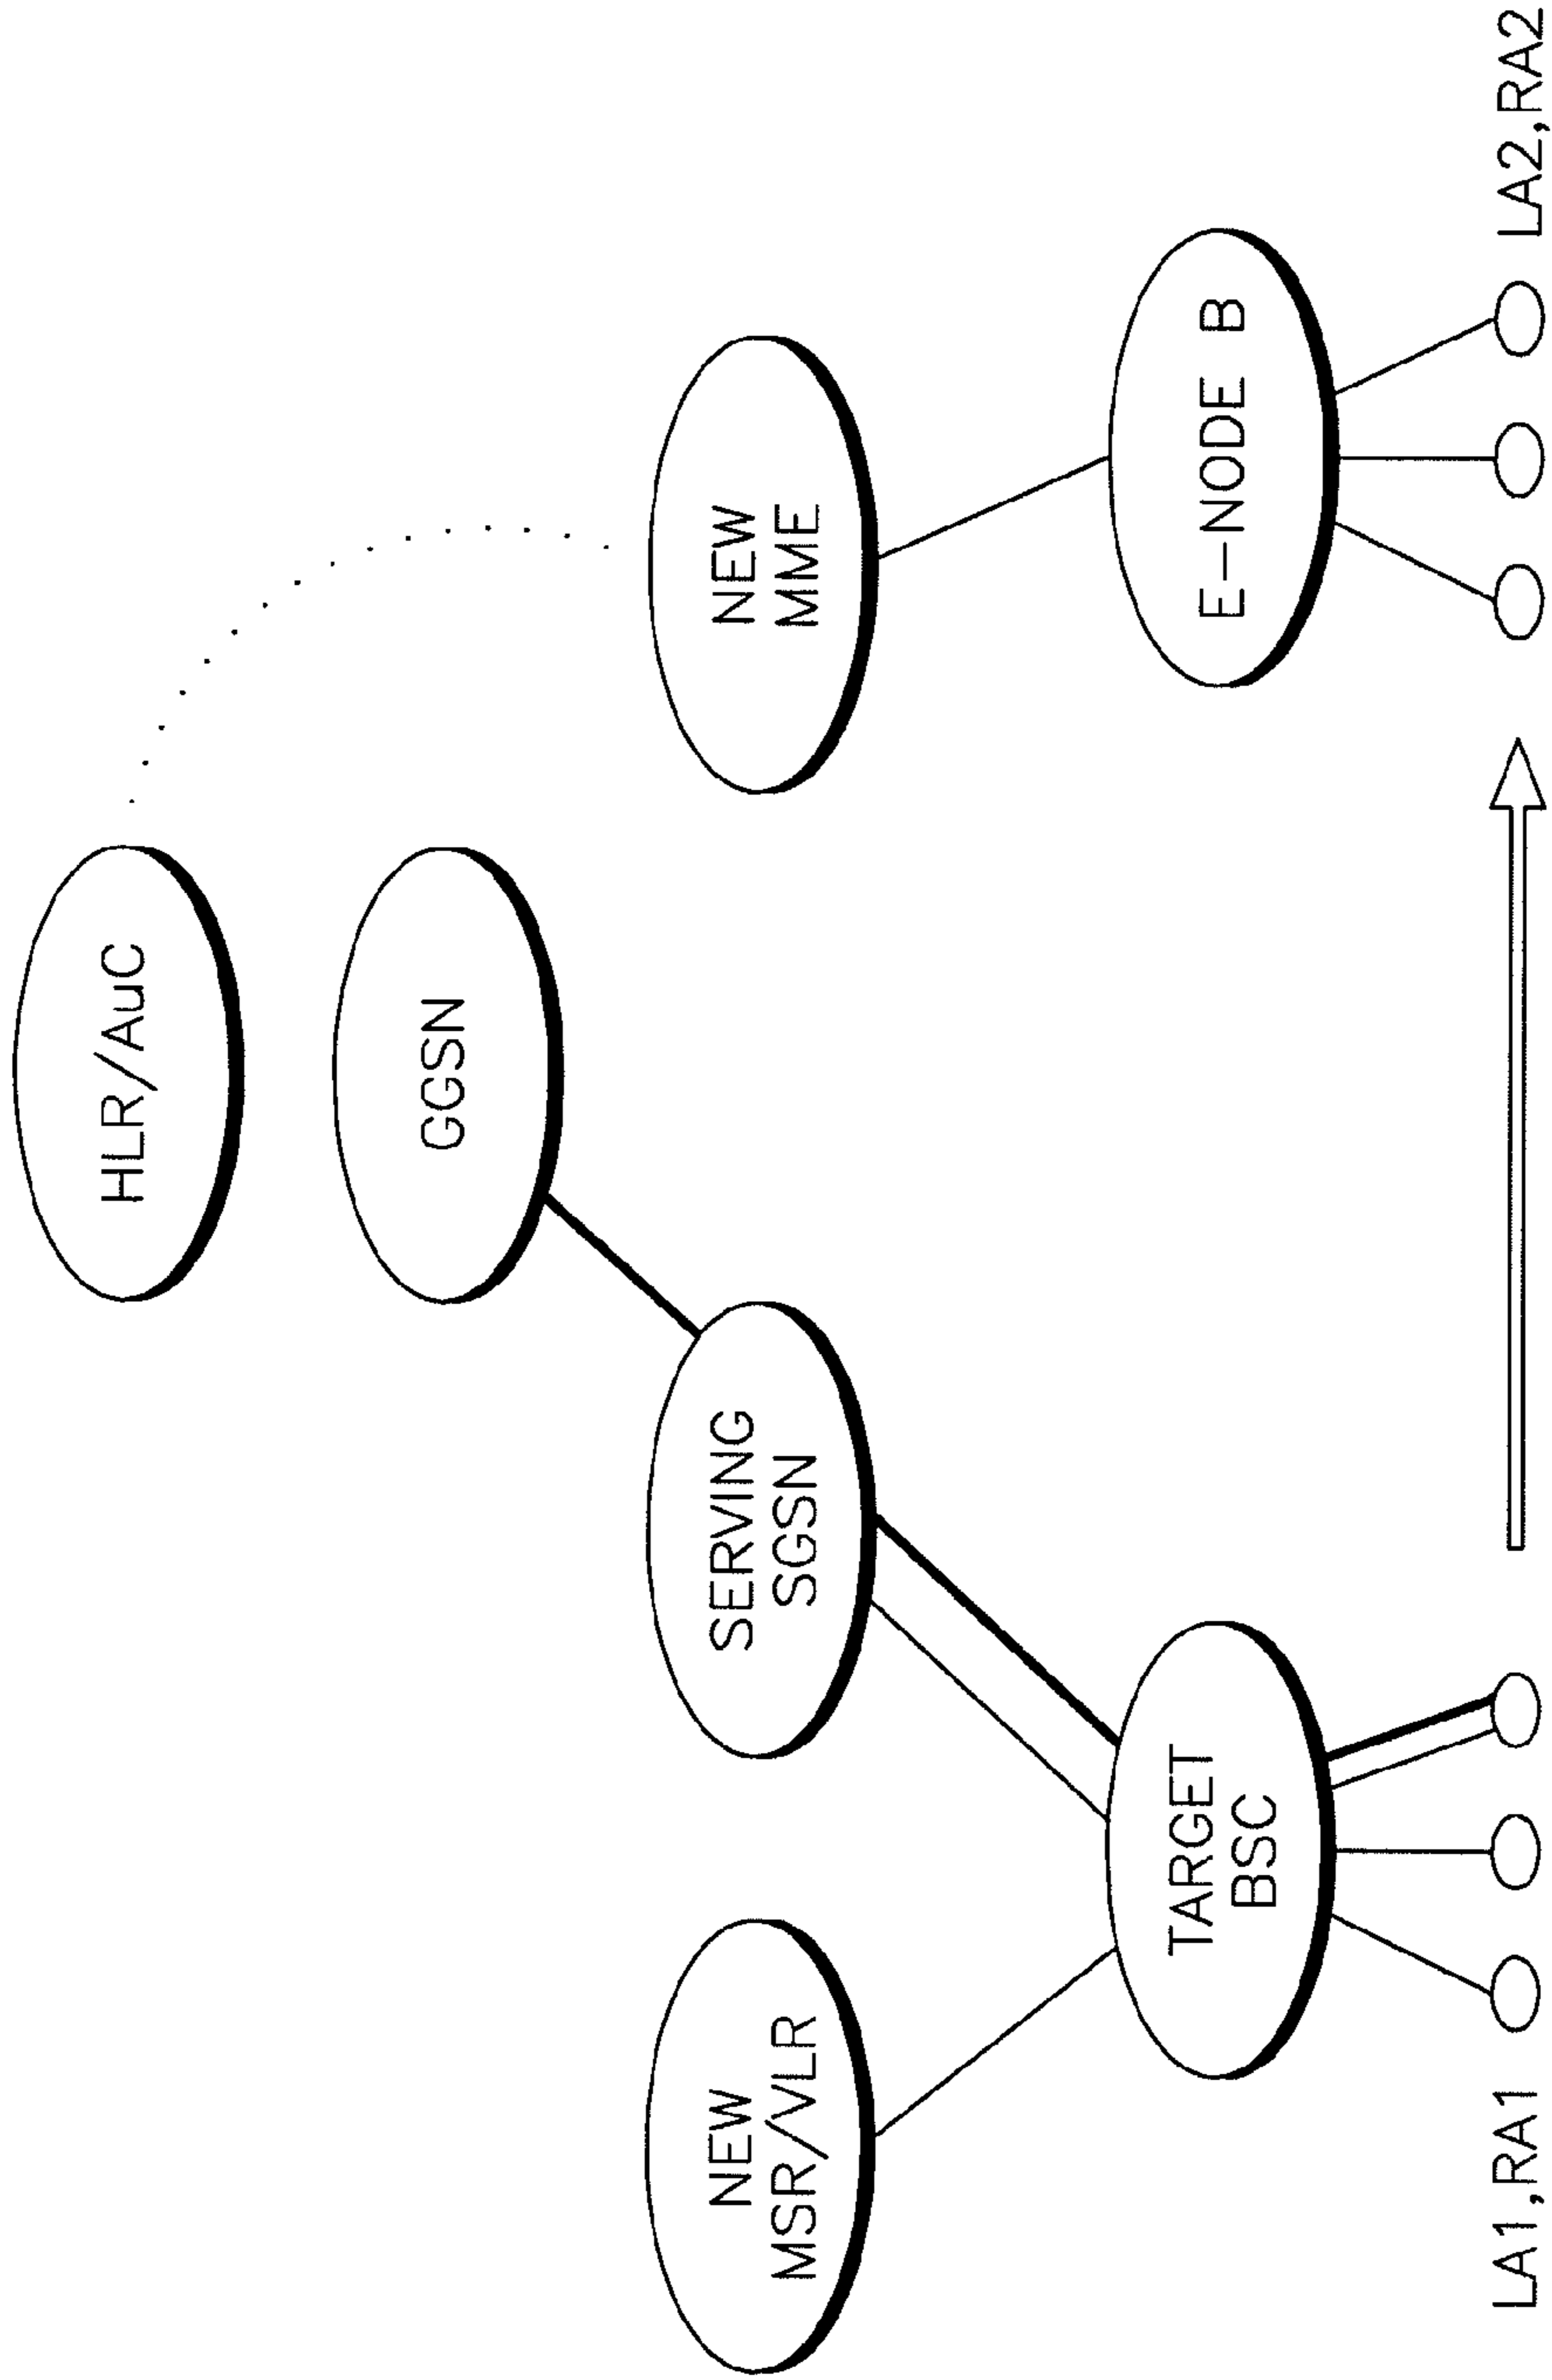 HLR/AuC
GGSN
NEW
MSR/VLR
SERVING
SGSN
NEW
MME
TARGET
BSC
E-NODE B
LA1,RA1
LA2,RA2